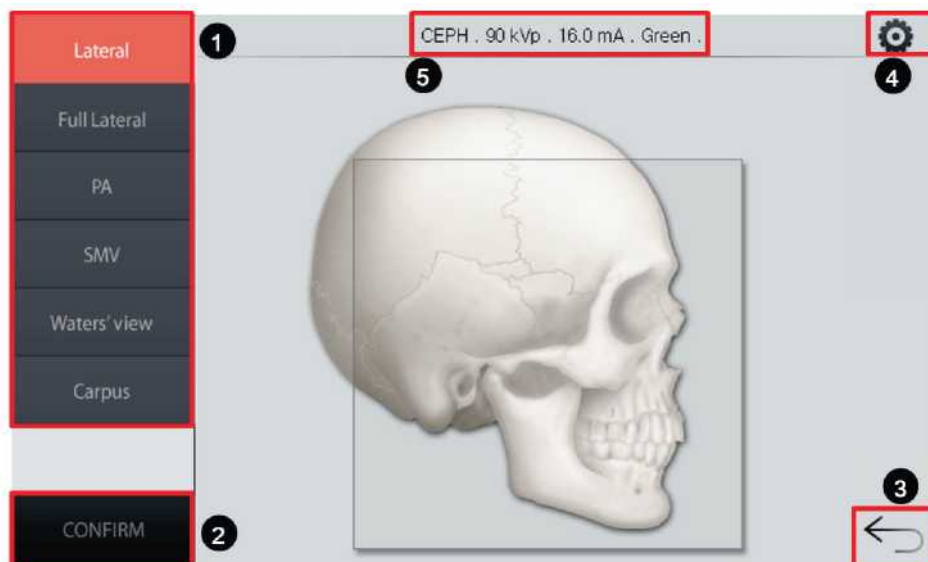 Lateral
Full Lateral
PA
SMV
Waters' view
Carpus
CONFIRM
1
2
CEPH . 90 kVp . 16.0 mA . Green .
5
4
3